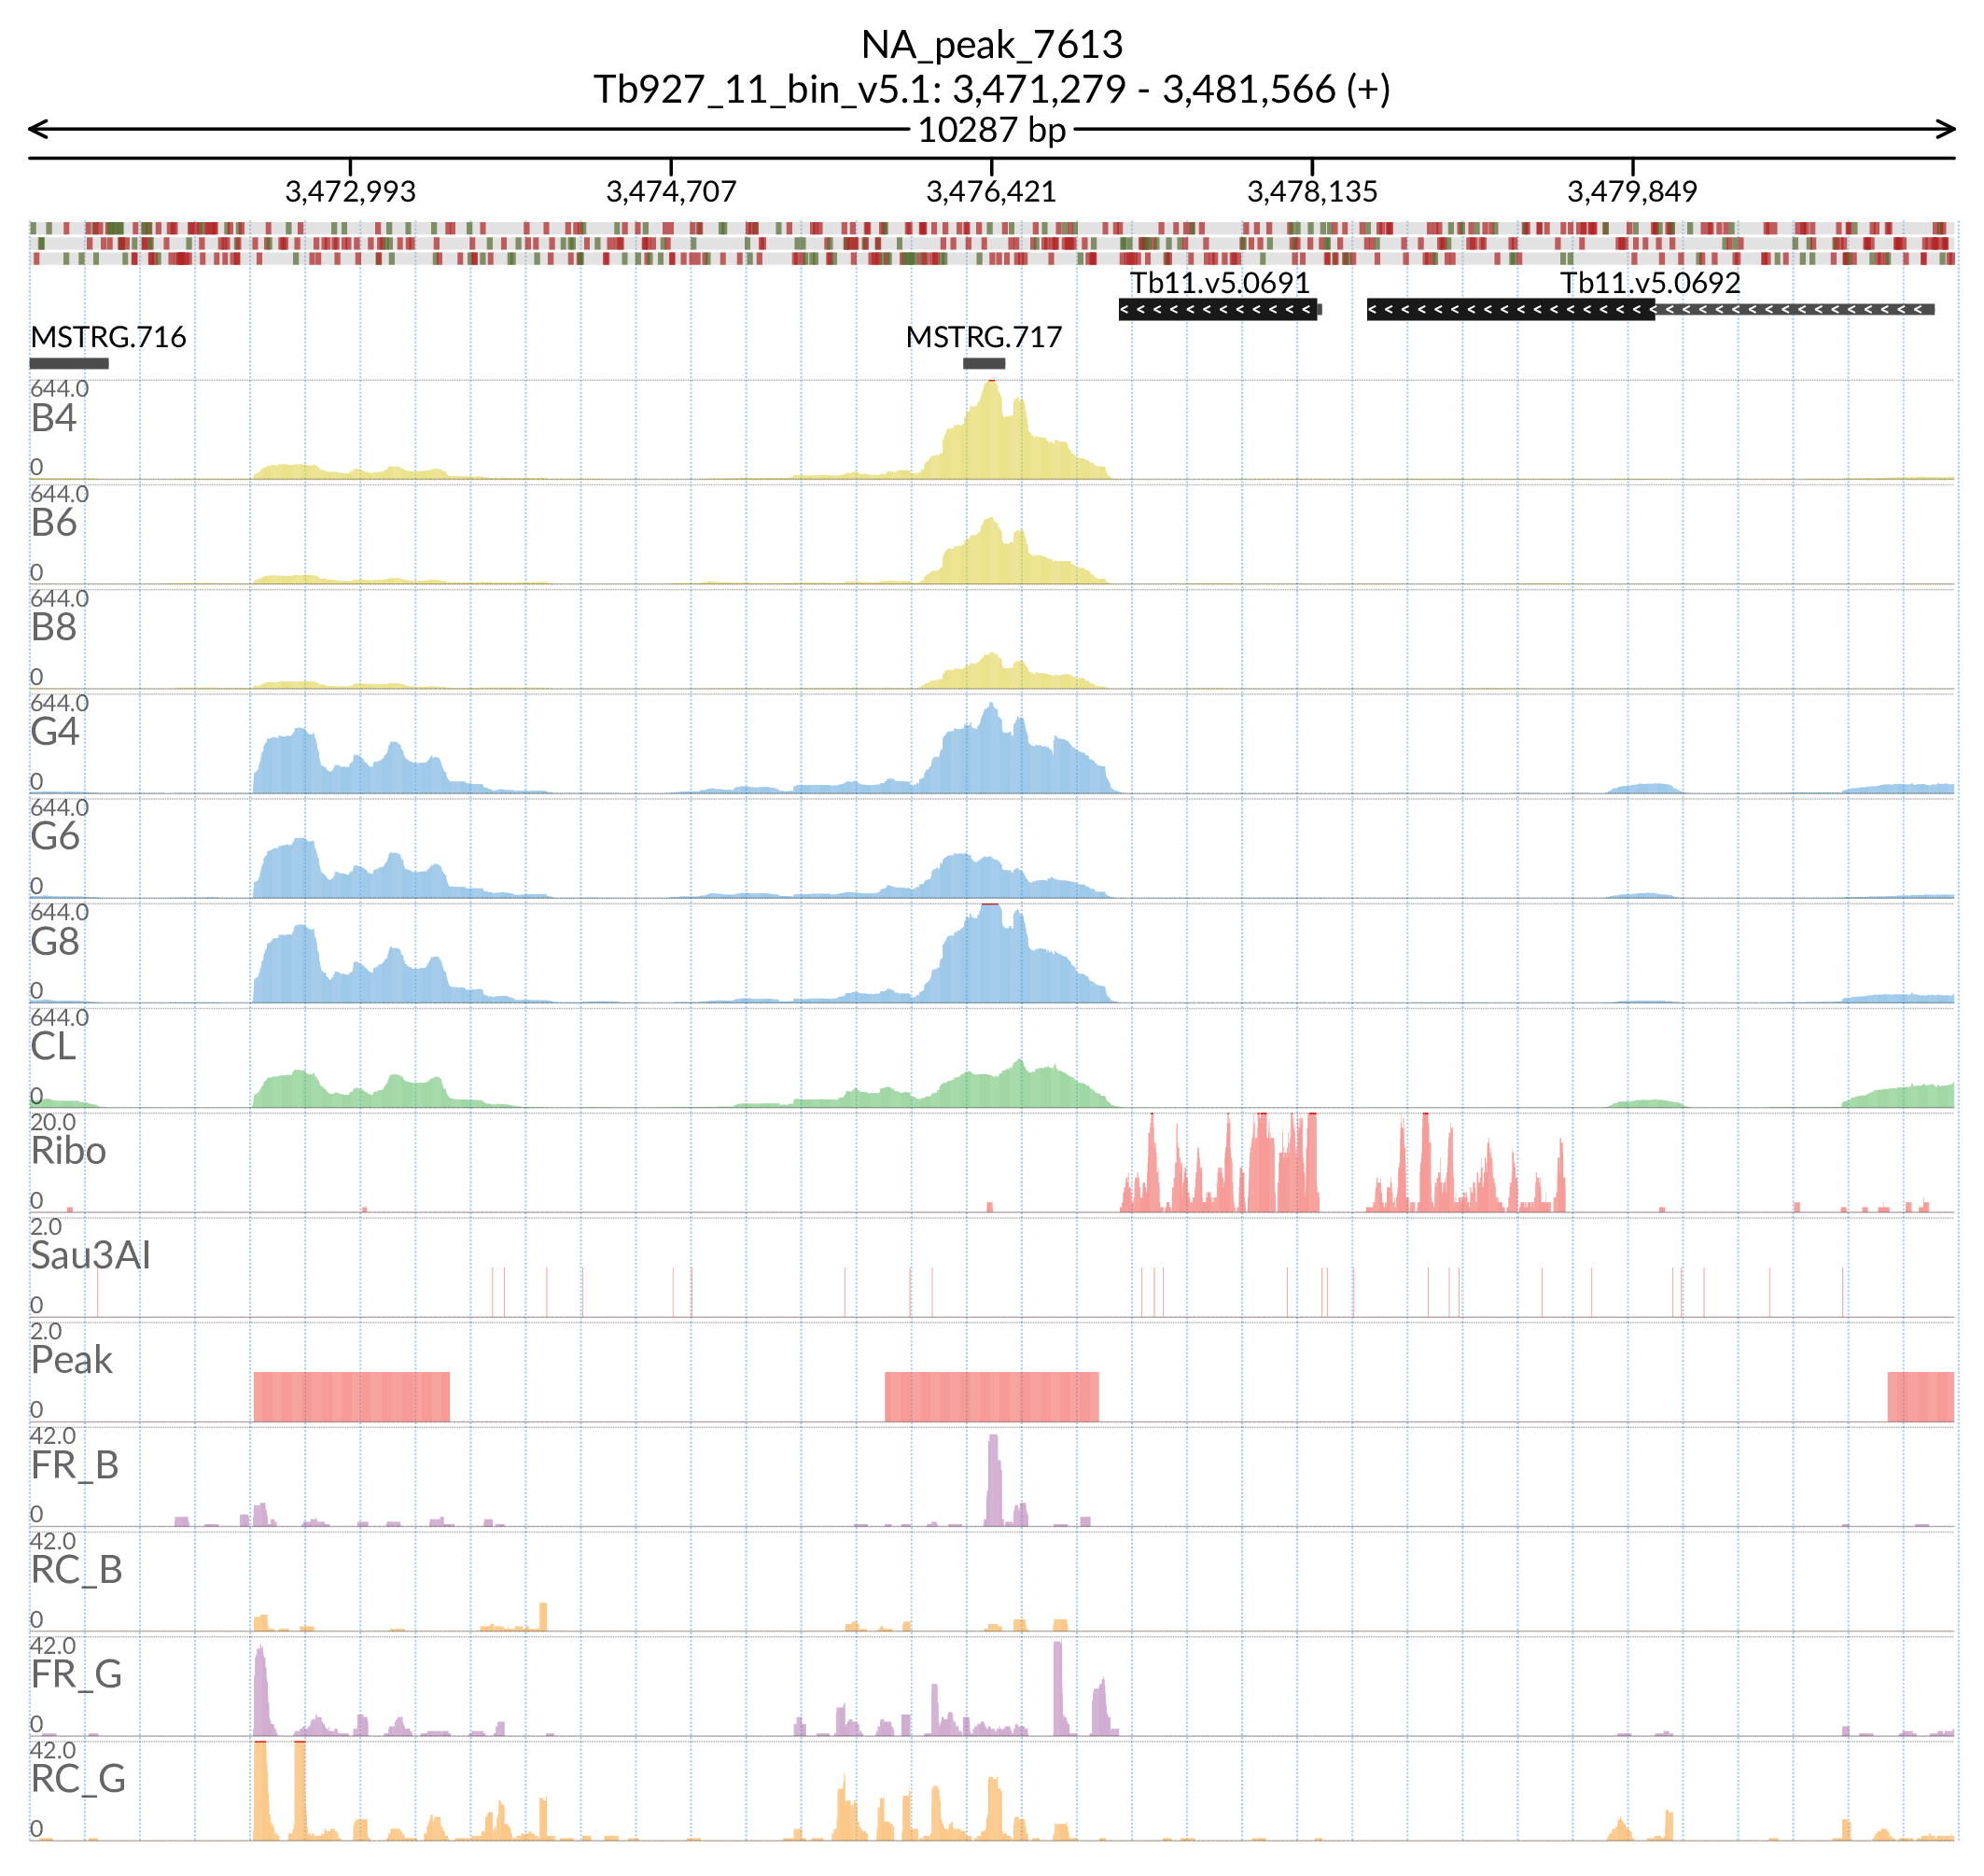 NA_peak_7613
Tb927_11_bin_v5.1: 3,471,279 - 3,481,566 (+)
10287 bp
3,472,993 3,474,707 3,476,421 3,478,135 3,479,849
Tb11.v5.0691 Tb11.v5.0692
MSTRG.716 MSTRG.717
644.0
B4
0
644.0
B6
0
644.0
B8
0
644.0
G4
0
644.0
G6
0
644.0
G8
0
644.0
CL
0
20.0
Ribo
0
2.0
Sau3AI
0
2.0
Peak
0
42.0
FR_B
0
42.0
RC_B
0
42.0
FR_G
0
42.0
RC_G
0